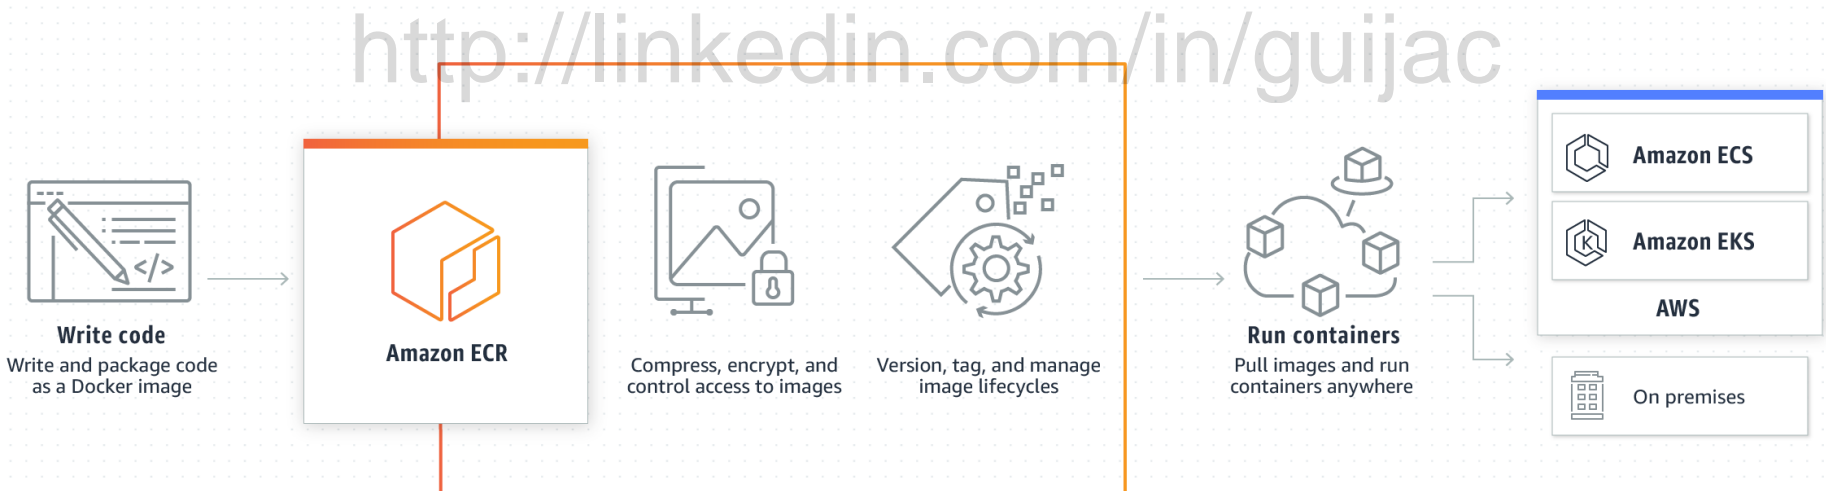 http://linkedin.com/in/guijac
</>
Write code
Write and package code
as a Docker image
Amazon ECR
Compress, encrypt, and
control access to images
Version, tag, and manage
image lifecycles
Run containers
Pull images and run
containers anywhere
Amazon ECS
K
Amazon EKS
AWS
On premises